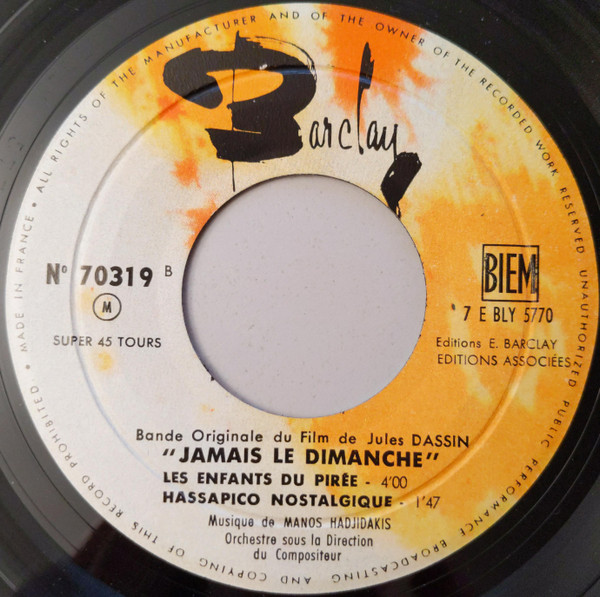 ALL RIGHTS OF THE MANUFACTURER AND OF THE OWNER OF THE RECORDED WORK RESERVED UNAUTHORIZED PUBLIC PERFORMANCE BROADCASTING AND COPYING OF THIS RECORD PROHIBITED • MADE IN FRANCE •
Barclay
Nº 70319 B
M
SUPER 45 TOURS
BIEM
* 7 E BLY 5770
Editions E. BARCLAY
EDITIONS ASSOCIÉES
Bande Originale du Film de Jules DASSIN
"JAMAIS LE DIMANCHE"
LES ENFANTS DU PIRÉE - 4'00
HASSAPICO NOSTALGIQUE - 1'47
Musique de MANOS HADJIDAKIS
Orchestre sous la Direction
du Compositeur